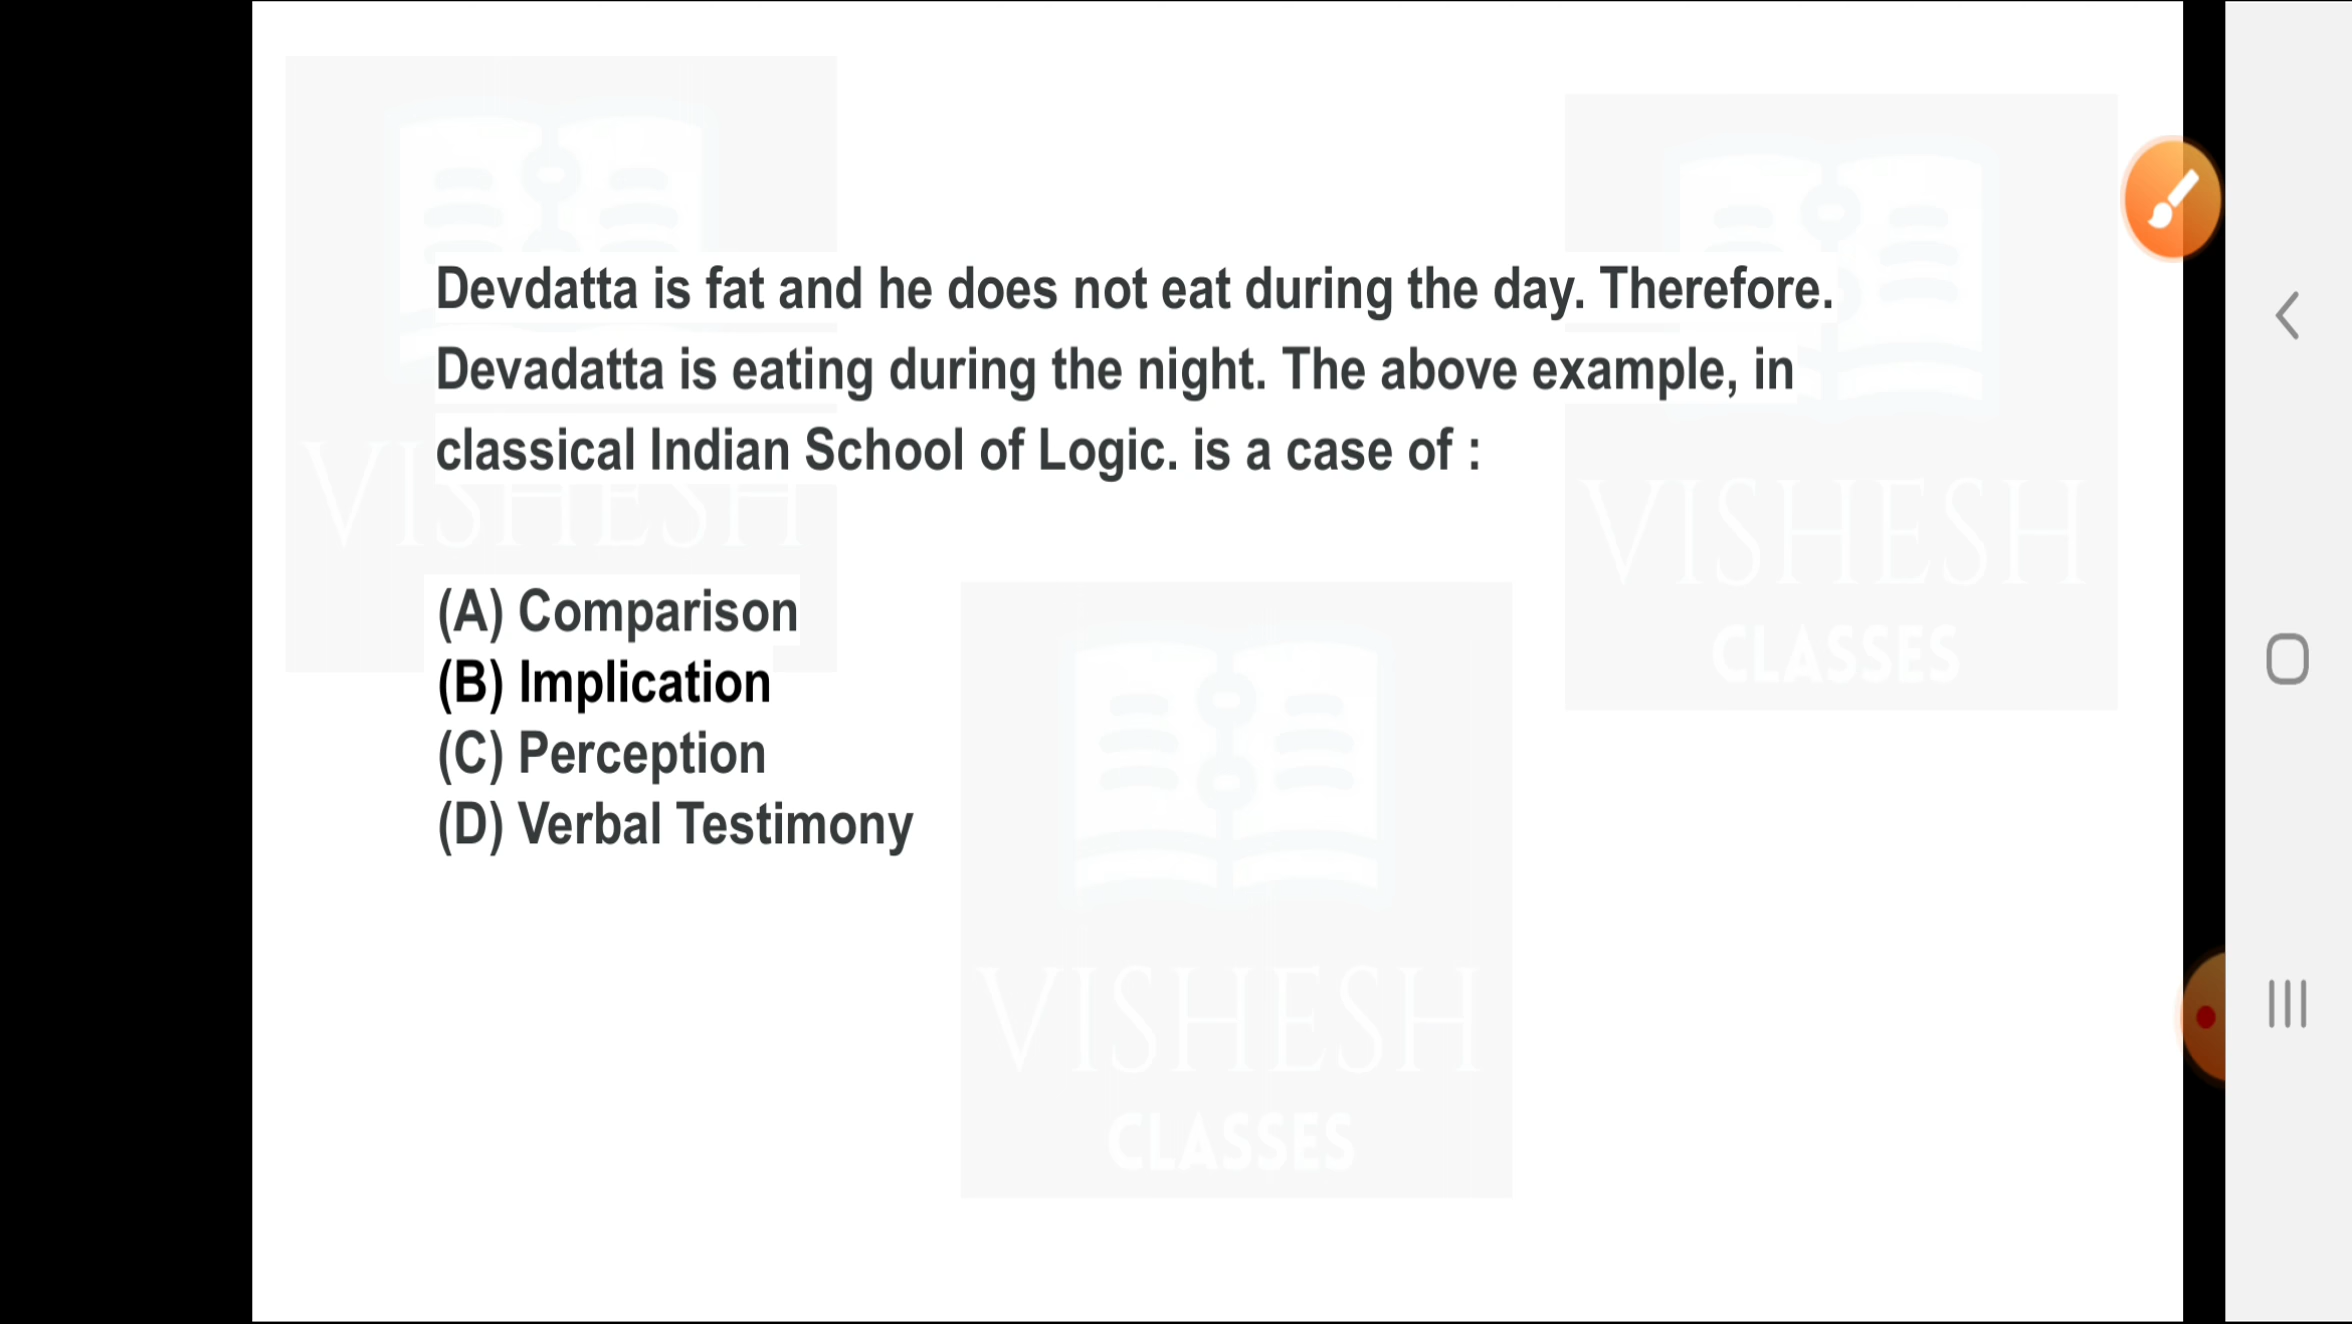 Devdatta is fat and he does not eat during the day. Therefore.
Devadatta is eating during the night. The above example, in
classical Indian School of Logic. is a case of :
(A) Comparison
(B) Implication
(C) Perception
(D) Verbal Testimony
VISHESH
VISHESH
CLASSES
VISHESH
CLASSES